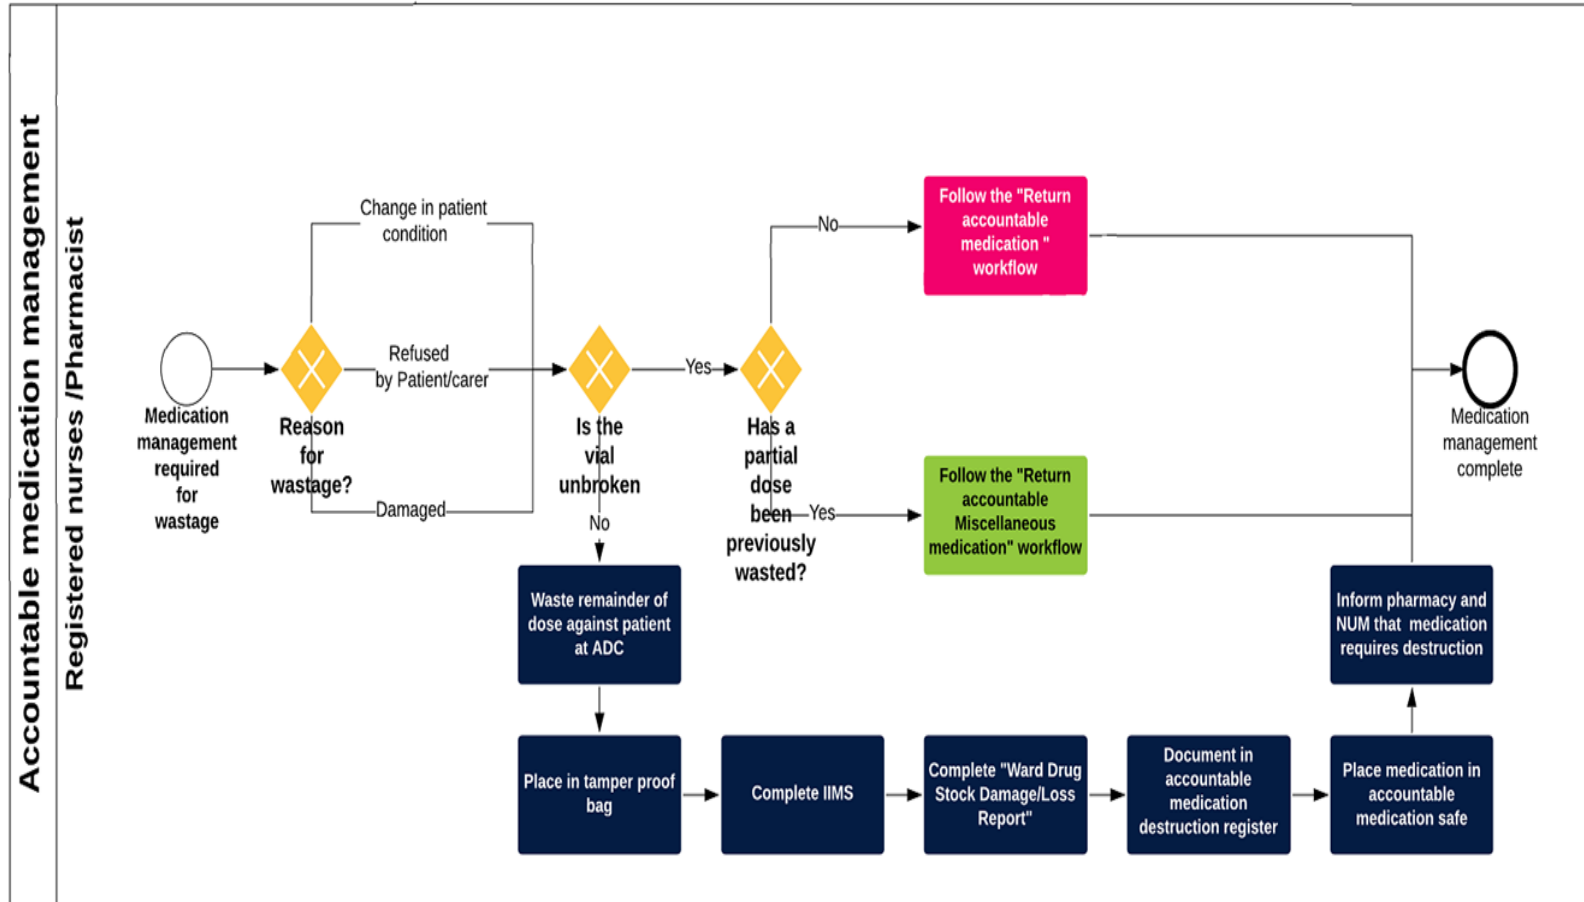 Accountable medication management
Registered nurses /Pharmacist
Medication
management
required
for
wastage
Reason
for
wastage?
Change in patient
condition
Refused
by Patient/carer
Damaged
Is the
vial
unbroken
Yes
No
Has a
partial
dose
been
previously
wasted?
No
Yes
Follow the "Return
accountable
medication "
workflow
Follow the "Return
accountable
Miscellaneous
medication" workflow
Waste remainder of
dose against patient
at ADC
Place in tamper proof
bag
Complete IIMS
Complete "Ward Drug
Stock Damage/Loss
Report"
Document in
accountable
medication
destruction register
Place medication in
accountable
medication safe
Inform pharmacy and
NUM that  medication
requires destruction
Medication
management
complete